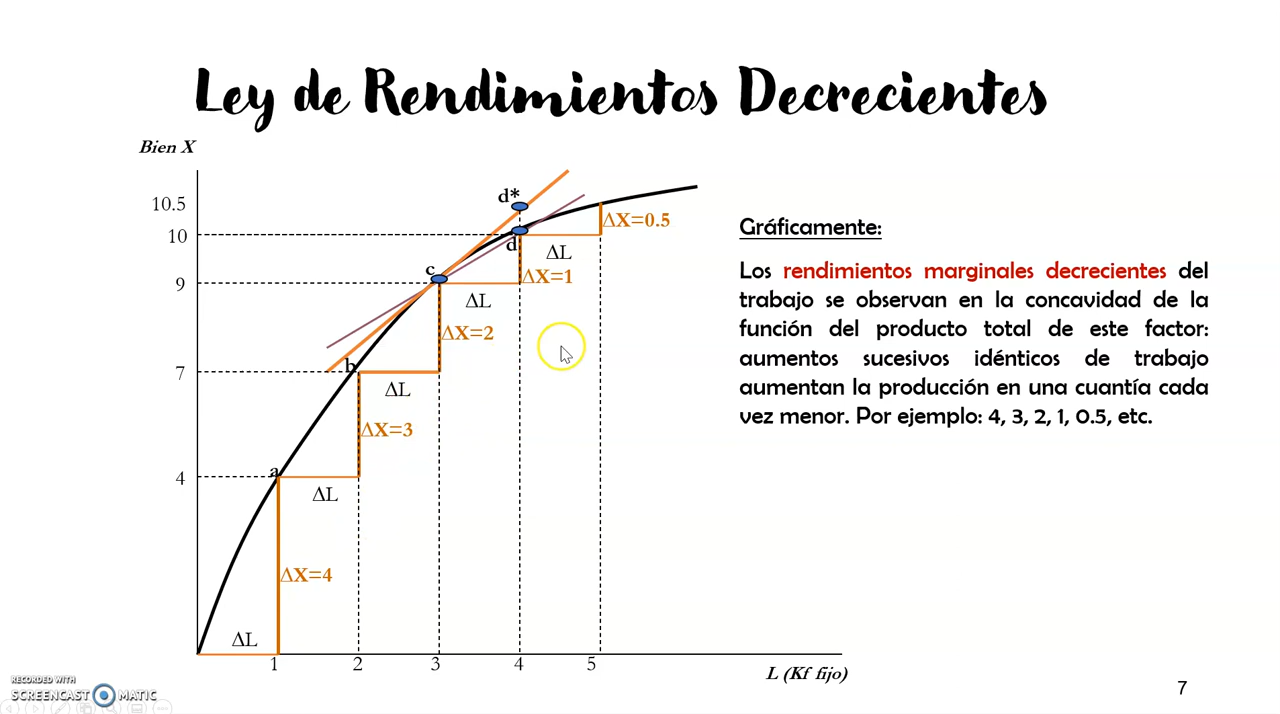 Ley de Rendimientos Decrecientes
Bien X
10.5
10
9
7
4
d*
d
c
b
a
ΔX=0.5
ΔL
ΔX=1
ΔL
ΔX=2
ΔL
ΔX=3
ΔL
ΔX=4
ΔL
1 2 3 4 5
L (Kf fijo)
Gráficamente:
Los rendimientos marginales decrecientes del
trabajo se observan en la concavidad de la
función del producto total de este factor:
aumentos sucesivos idénticos de trabajo
aumentan la producción en una cuantía cada
vez menor. Por ejemplo: 4, 3, 2, 1, 0.5, etc.
RECORDED WITH
SCREENCAST MATIC
7